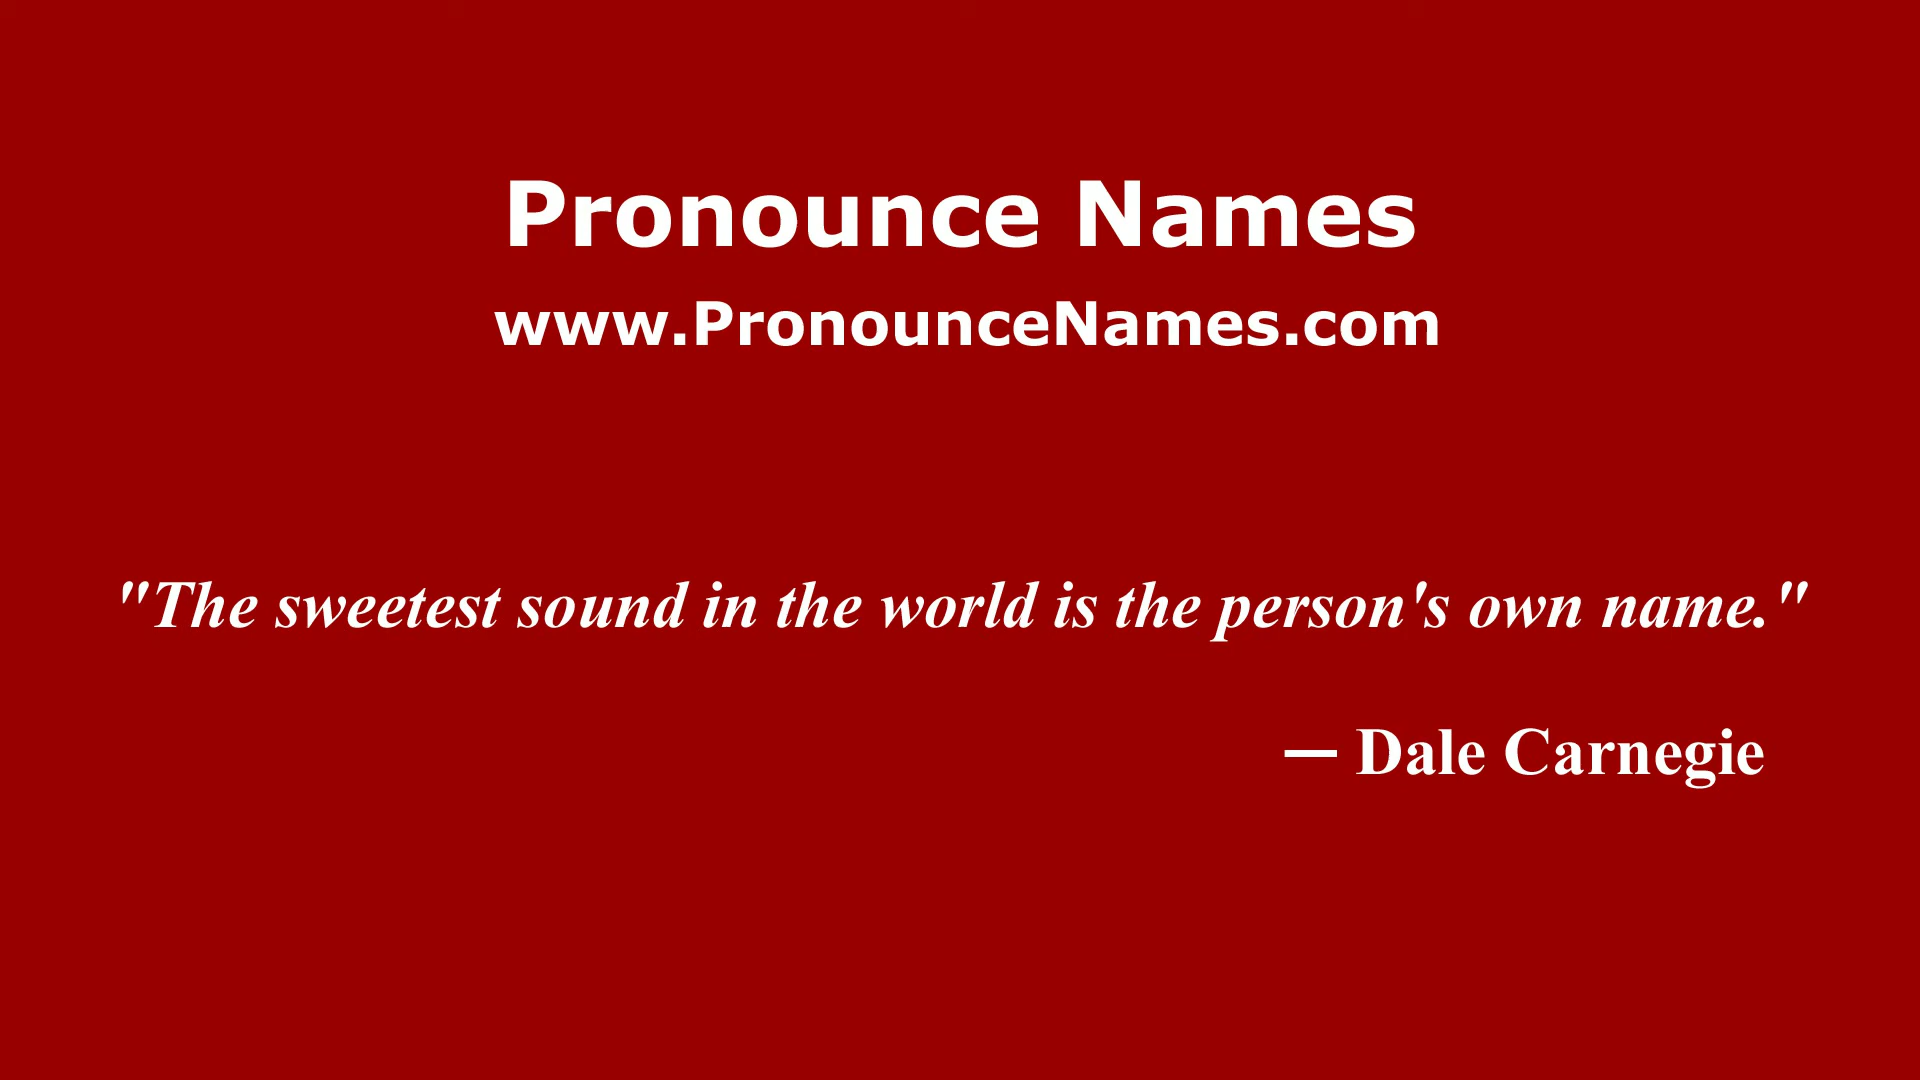 Pronounce Names
www.PronounceNames.com
"The sweetest sound in the world is the person's own name."
— Dale Carnegie